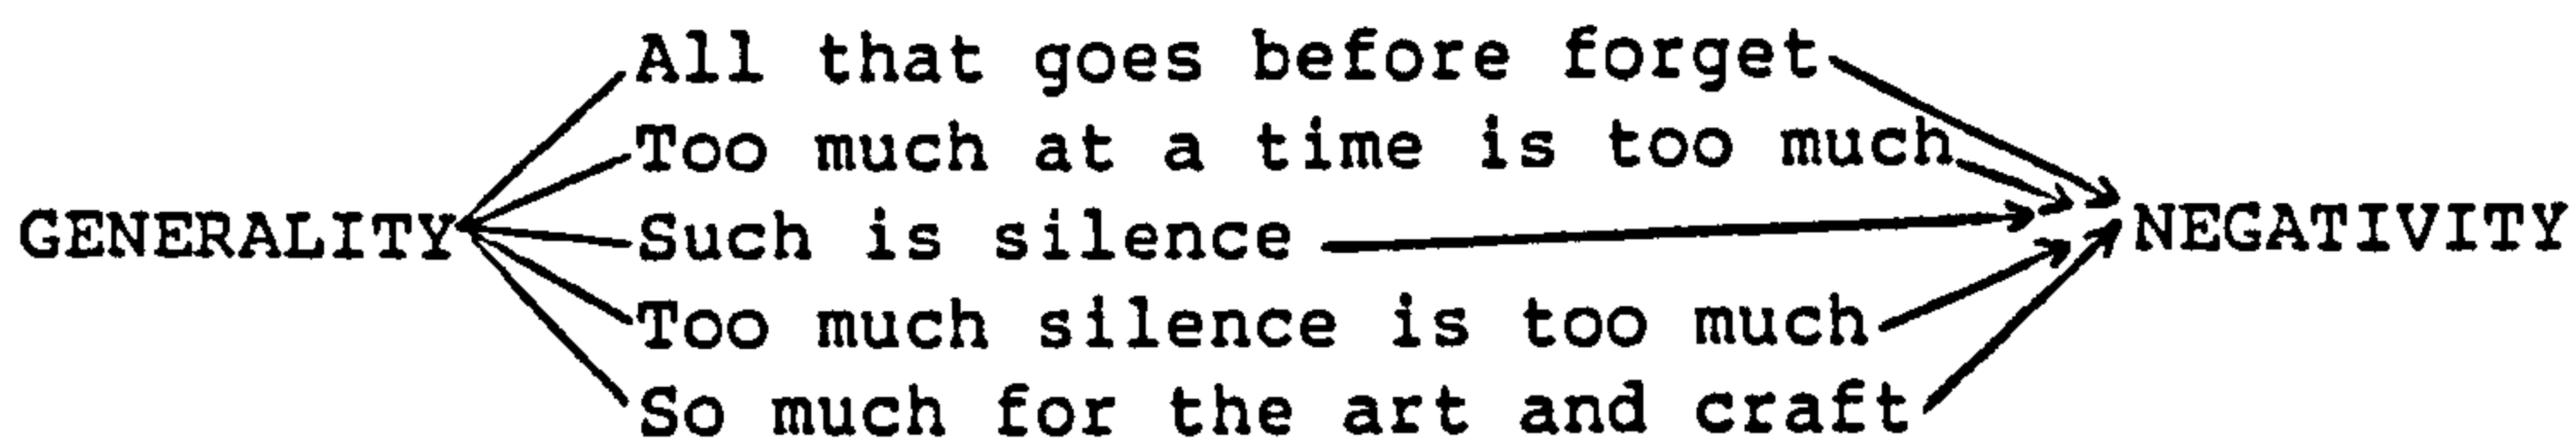 All that goes before forget
Too much at a time is too much
GENERALITY Such is silence NEGATIVITY
Too much silence is too much
So much for the art and craft